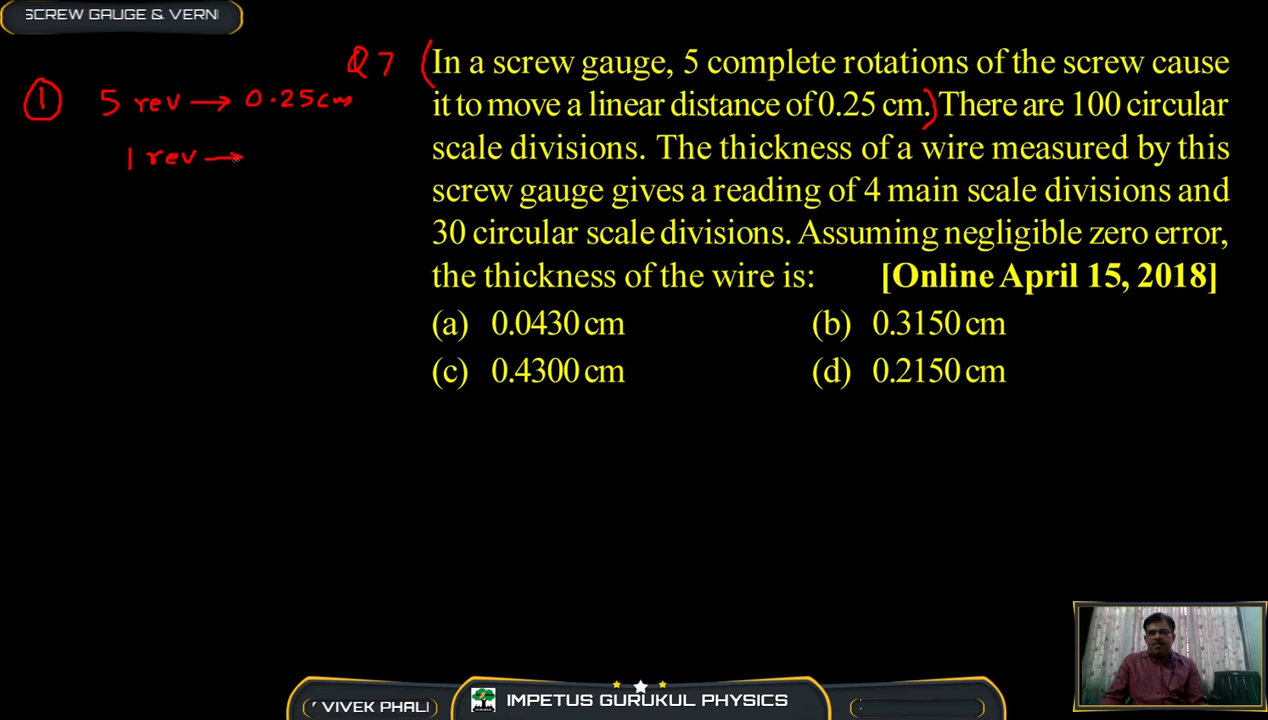 SCREW GAUGE & VERNI
Q 7
In a screw gauge, 5 complete rotations of the screw cause
it to move a linear distance of 0.25 cm. There are 100 circular
scale divisions. The thickness of a wire measured by this
screw gauge gives a reading of 4 main scale divisions and
30 circular scale divisions. Assuming negligible zero error,
the thickness of the wire is: [Online April 15, 2018]
(a) 0.0430 cm (b) 0.3150 cm
(c) 0.4300 cm (d) 0.2150 cm
① 5 rev → 0.25 cm
1 rev →
VIVEK PHALI
IMPETUS GURUKUL PHYSICS